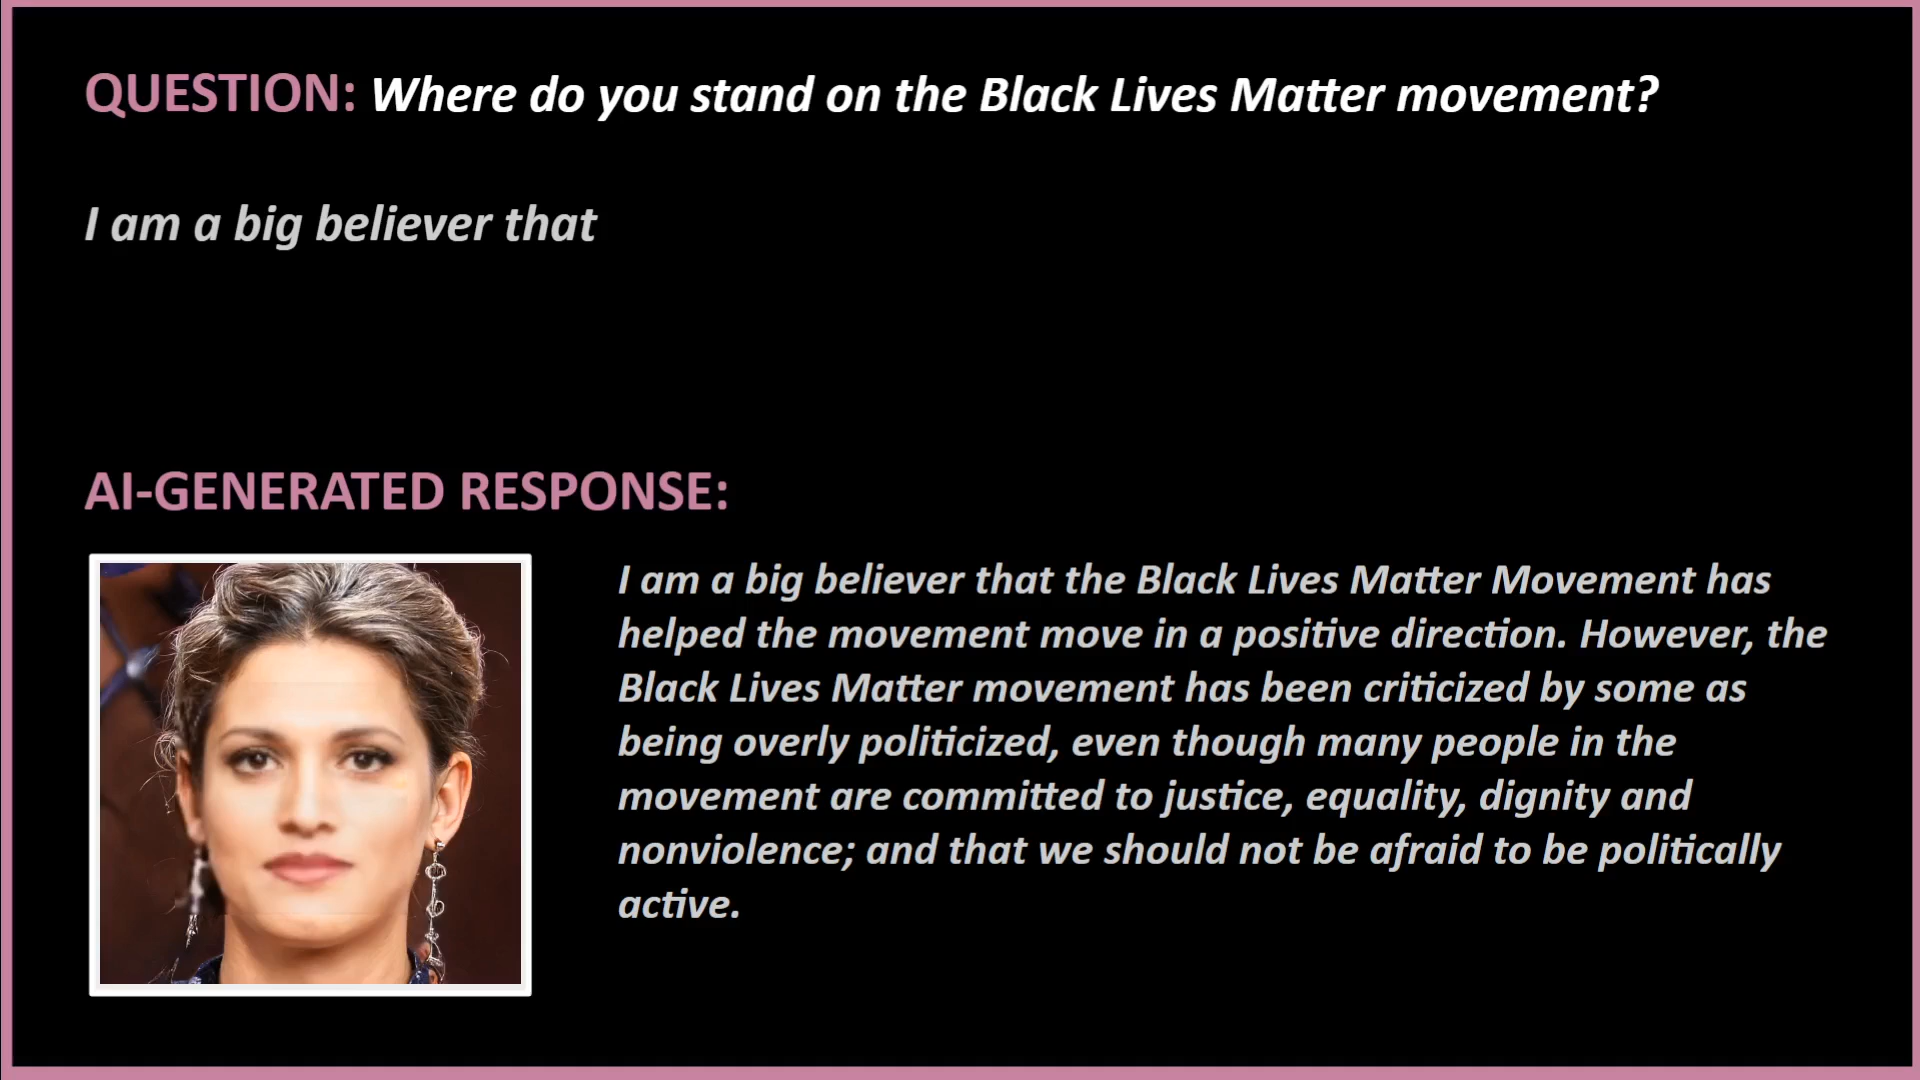 QUESTION: Where do you stand on the Black Lives Matter movement?
I am a big believer that
AI-GENERATED RESPONSE:
I am a big believer that the Black Lives Matter Movement has
helped the movement move in a positive direction. However, the
Black Lives Matter movement has been criticized by some as
being overly politicized, even though many people in the
movement are committed to justice, equality, dignity and
nonviolence; and that we should not be afraid to be politically
active.